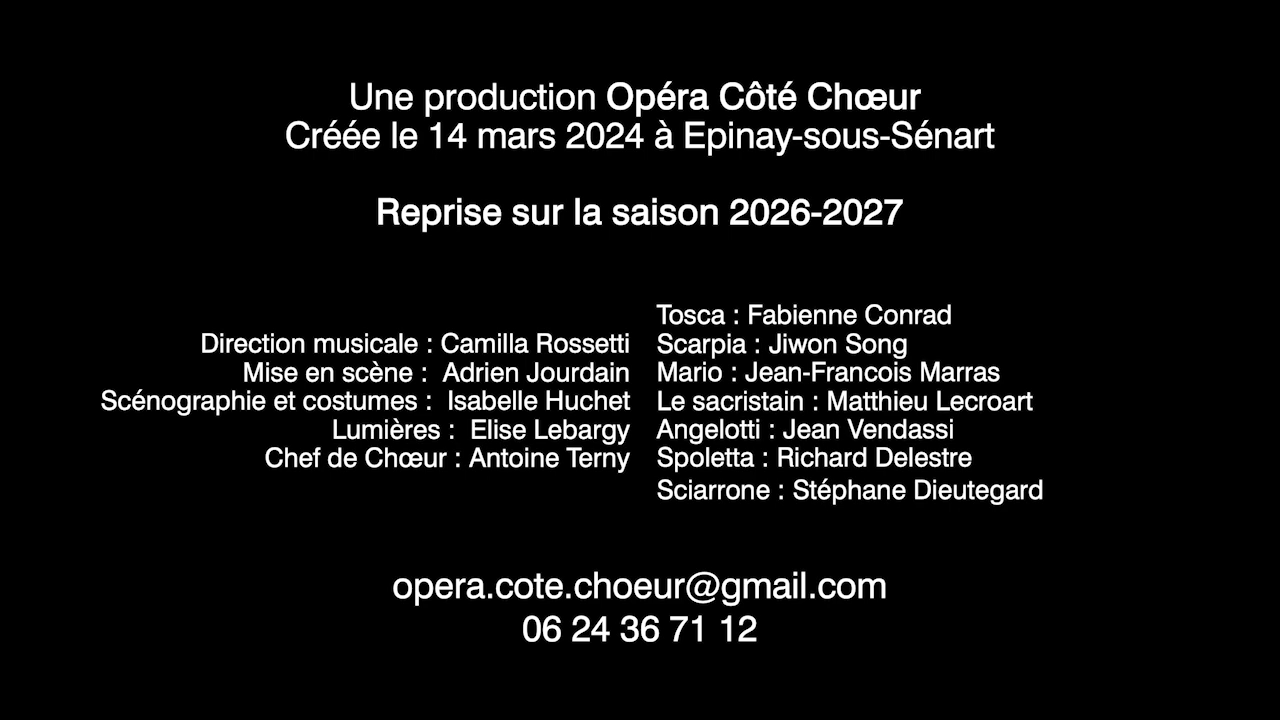 Une production Opéra Côté Chœur
Créée le 14 mars 2024 à Epinay-sous-Sénart
Reprise sur la saison 2026-2027
Direction musicale : Camilla Rossetti
Mise en scène : Adrien Jourdain
Scénographie et costumes : Isabelle Huchet
Lumières : Elise Lebargy
Chef de Chœur : Antoine Terny
Tosca : Fabienne Conrad
Scarpia : Jiwon Song
Mario : Jean-Francois Marras
Le sacristain : Matthieu Lecroart
Angelotti : Jean Vendassi
Spoletta : Richard Delestre
Sciarrone : Stéphane Dieutegard
opera.cote.choeur@gmail.com
06 24 36 71 12